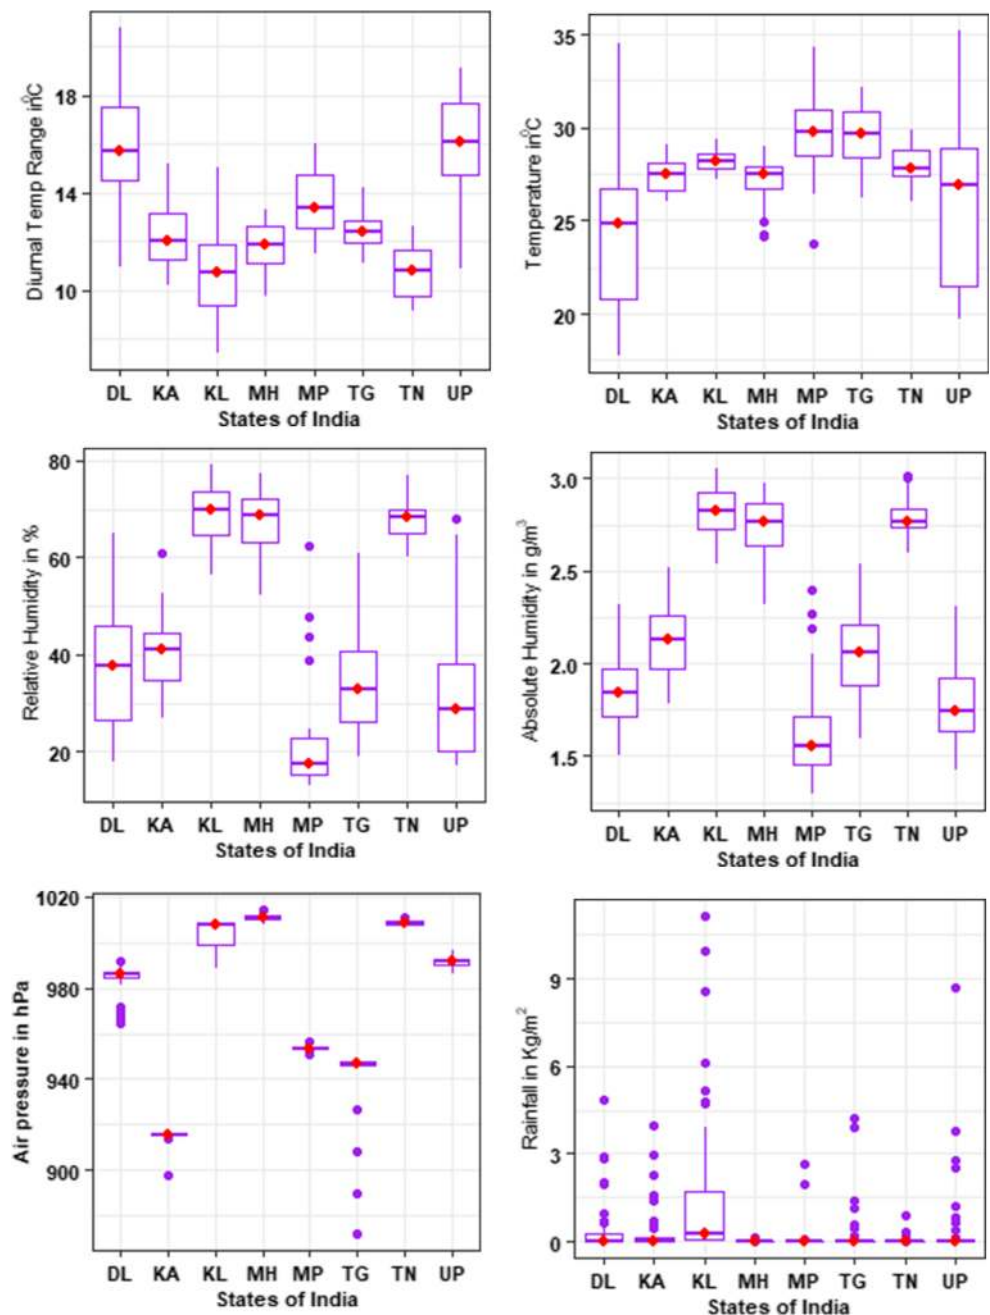 Diurnal Temp Range in⁰C
18
14
10
DL KA KL MH MP TG TN UP
States of India
Temperature in⁰C
35
30
25
20
DL KA KL MH MP TG TN UP
States of India
Relative Humidity in %
80
60
40
20
DL KA KL MH MP TG TN UP
States of India
Absolute Humidity in g/m³
3.0
2.5
2.0
1.5
DL KA KL MH MP TG TN UP
States of India
Air pressure in hPa
1020
980
940
900
DL KA KL MH MP TG TN UP
States of India
Rainfall in Kg/m²
9
6
3
0
DL KA KL MH MP TG TN UP
States of India